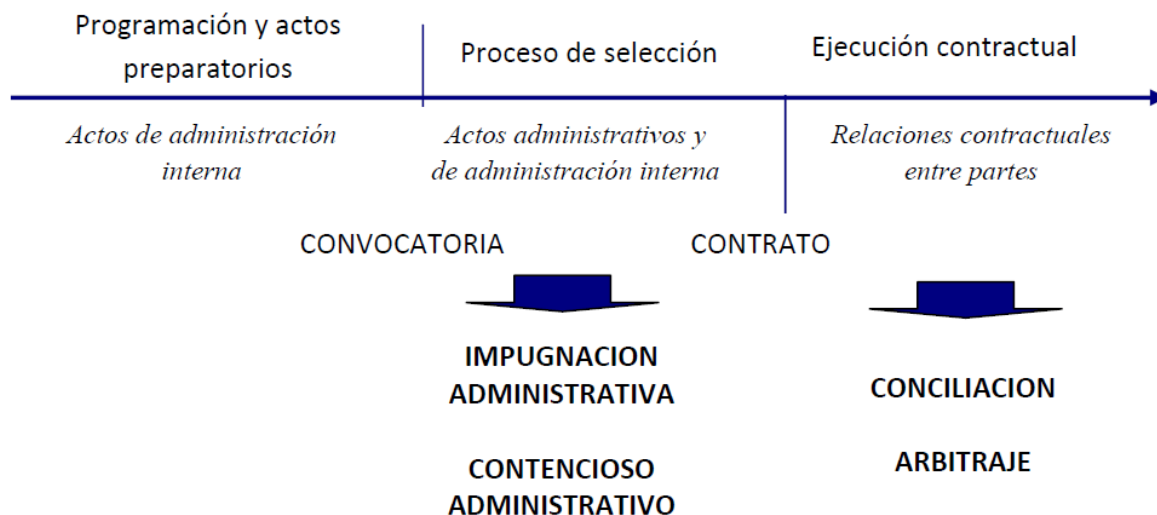 Programación y actos
preparatorios
Proceso de selección
Ejecución contractual
Actos de administración
interna
Actos administrativos y
de administración interna
Relaciones contractuales
entre partes
CONVOCATORIA
CONTRATO
IMPUGNACION
ADMINISTRATIVA
CONTENCIOSO
ADMINISTRATIVO
CONCILIACION
ARBITRAJE